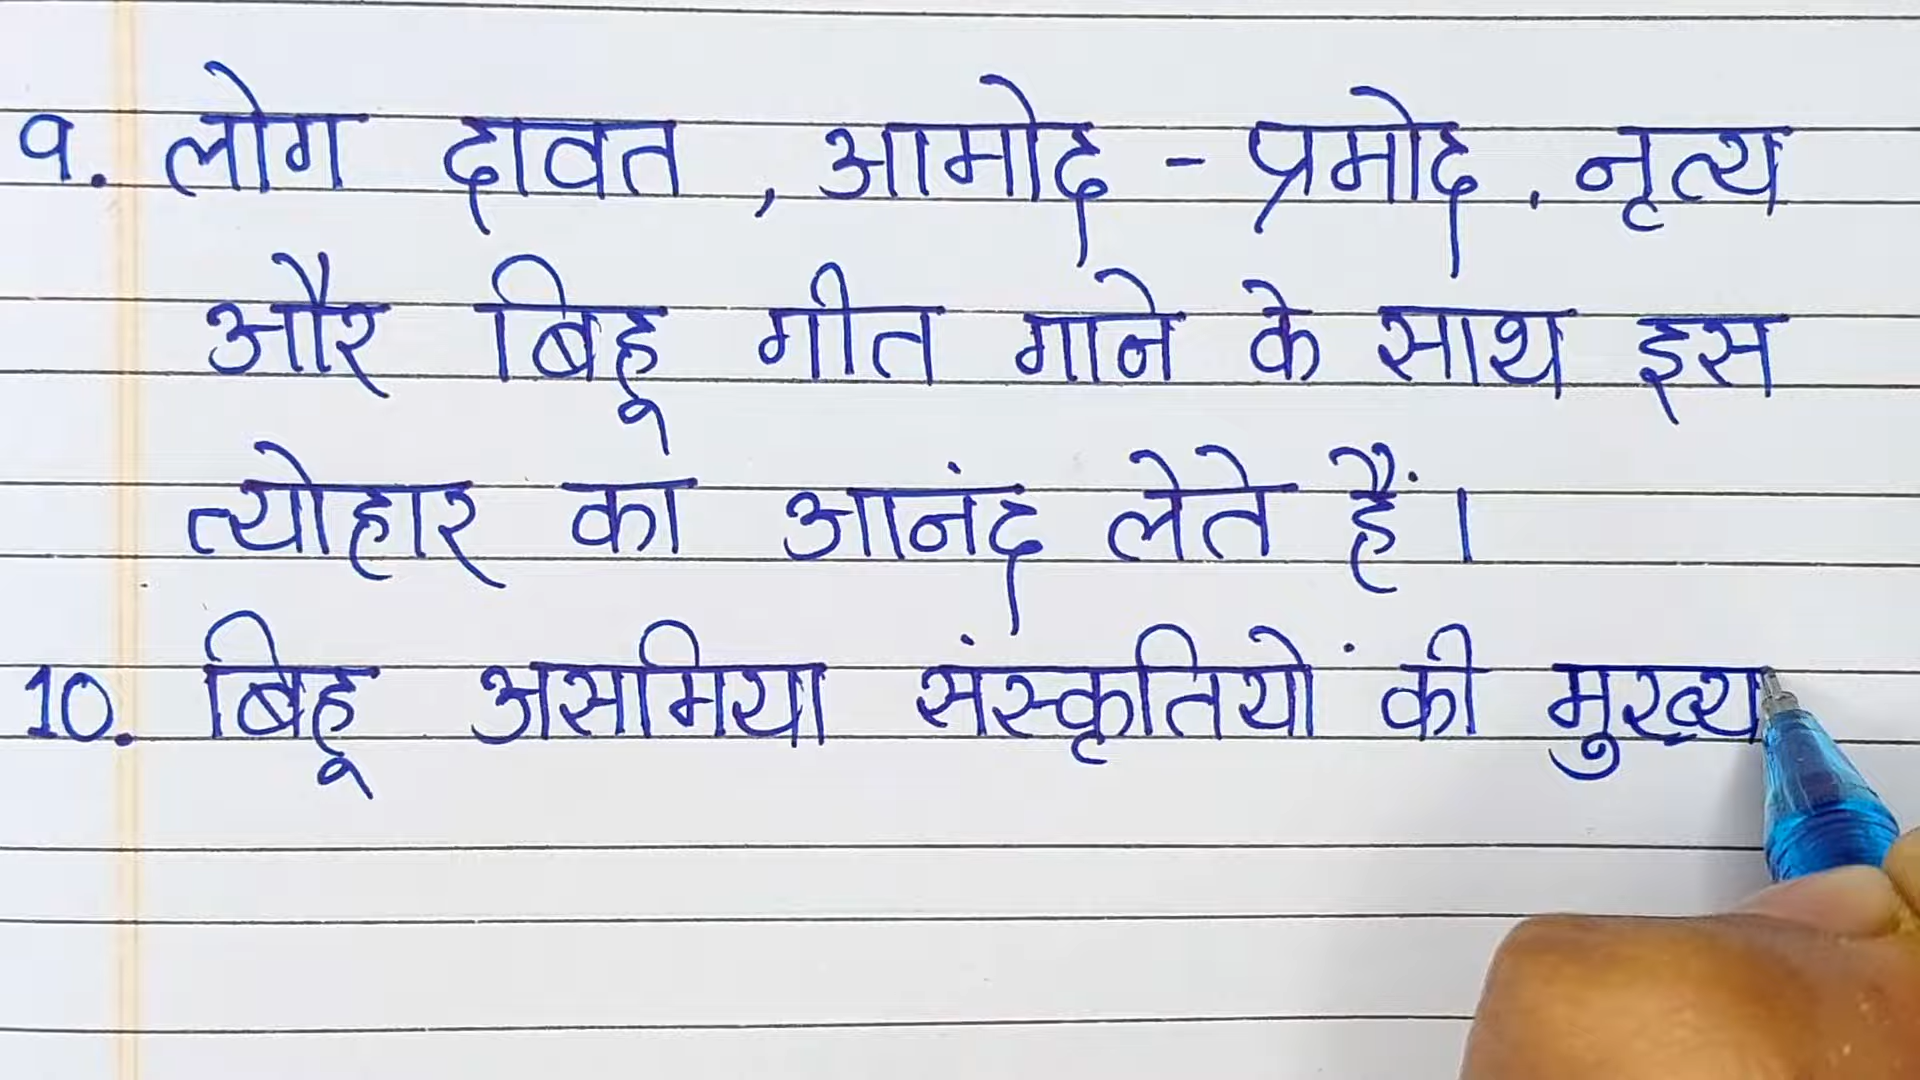 9. लोग दावत, आमोद - प्रमोद, नृत्य
और बिहू गीत गाने के साथ इस
त्योहार का आनंद लेते हैं।
10. बिहू असमिया संस्कृतियों की मुख्य